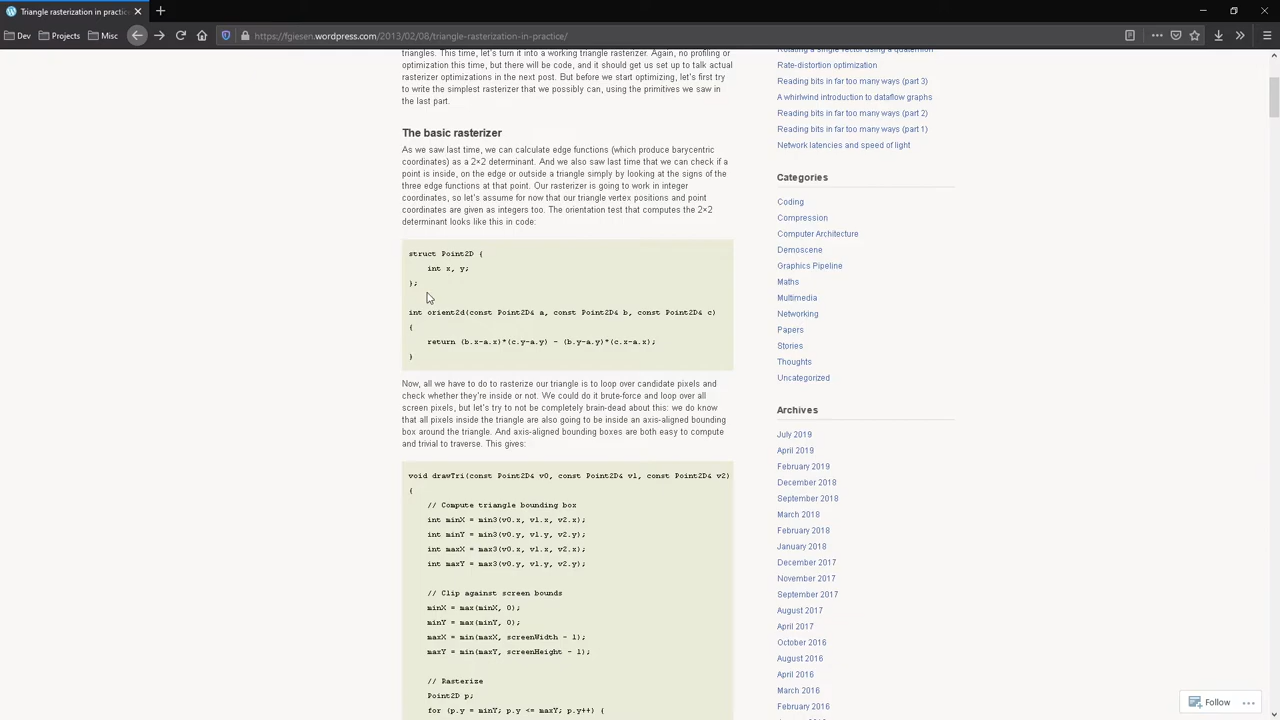 Triangle rasterization in practice
Dev
Projects
Misc
https://fgiesen.wordpress.com/2013/02/08/triangle-rasterization-in-practice/
triangles. This time, let's turn it into a working triangle rasterizer. Again, no profiling or
optimization this time, but there will be code, and it should get us set up to talk actual
rasterizer optimizations in the next post. But before we start optimizing, let's first try
to write the simplest rasterizer that we possibly can, using the primitives we saw in
the last part.
The basic rasterizer
As we saw last time, we can calculate edge functions (which produce barycentric
coordinates) as a 2×2 determinant. And we also saw last time that we can check if a
point is inside, on the edge or outside a triangle simply by looking at the signs of the
three edge functions at that point. Our rasterizer is going to work in integer
coordinates, so let's assume for now that our triangle vertex positions and point
coordinates are given as integers too. The orientation test that computes the 2×2
determinant looks like this in code:
struct Point2D {
    int x, y;
};
int orient2d(const Point2D& a, const Point2D& b, const Point2D& c)
{
    return (b.x-a.x)*(c.y-a.y) - (b.y-a.y)*(c.x-a.x);
}
Now, all we have to do to rasterize our triangle is to loop over candidate pixels and
check whether they're inside or not. We could do it brute-force and loop over all
screen pixels, but let's try to not be completely brain-dead about this: we do know
that all pixels inside the triangle are also going to be inside an axis-aligned bounding
box around the triangle. And axis-aligned bounding boxes are both easy to compute
and trivial to traverse. This gives:
void drawTri(const Point2D& v0, const Point2D& v1, const Point2D& v2)
{
    // Compute triangle bounding box
    int minX = min3(v0.x, v1.x, v2.x);
    int minY = min3(v0.y, v1.y, v2.y);
    int maxX = max3(v0.x, v1.x, v2.x);
    int maxY = max3(v0.y, v1.y, v2.y);
    // Clip against screen bounds
    minX = max(minX, 0);
    minY = max(minY, 0);
    maxX = min(maxX, screenWidth - 1);
    maxY = min(maxY, screenHeight - 1);
    // Rasterize
    Point2D p;
    for (p.y = minY; p.y <= maxY; p.y++) {
Rotating a single vector using a quaternion
Rate-distortion optimization
Reading bits in far too many ways (part 3)
A whirlwind introduction to dataflow graphs
Reading bits in far too many ways (part 2)
Reading bits in far too many ways (part 1)
Network latencies and speed of light
Categories
Coding
Compression
Computer Architecture
Demoscene
Graphics Pipeline
Maths
Multimedia
Networking
Papers
Stories
Thoughts
Uncategorized
Archives
July 2019
April 2019
February 2019
December 2018
September 2018
March 2018
February 2018
January 2018
December 2017
November 2017
September 2017
August 2017
April 2017
October 2016
August 2016
April 2016
March 2016
February 2016
Follow